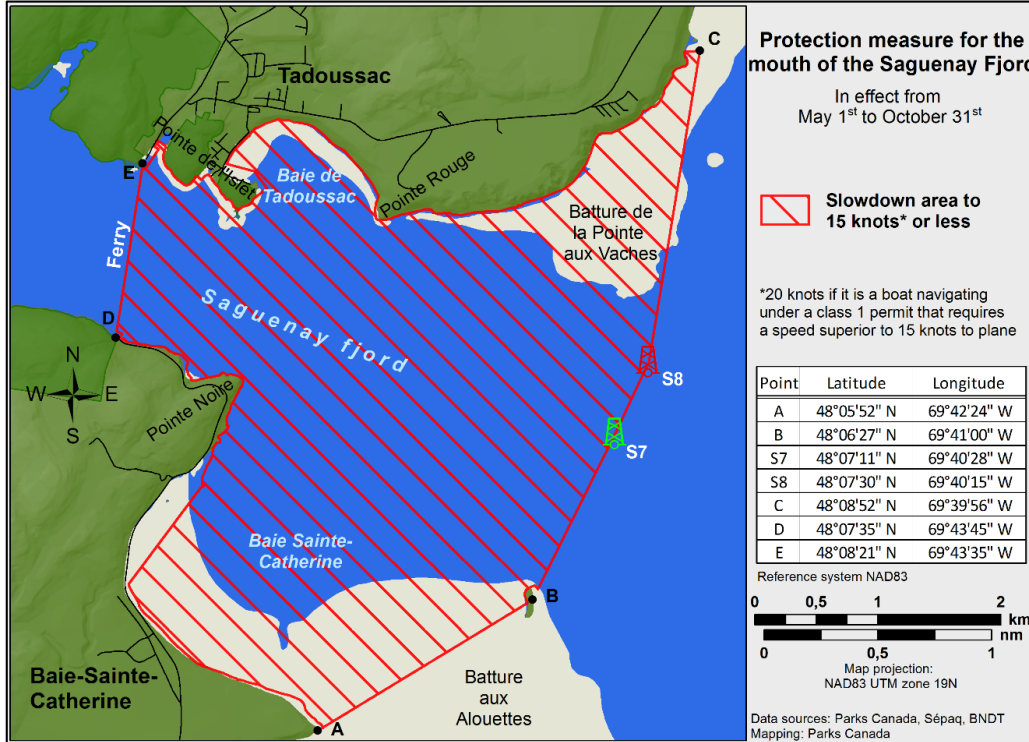 C
Tadoussac
Pointe de l'Islet
E
Baie de
Tadoussac
Pointe Rouge
Batture de
la Pointe
aux Vaches
Ferry
Saguenay fjord
D
N
W E
S
Pointe Noire
S8
S7
Baie Sainte-
Catherine
B
Baie-Sainte-
Catherine
Batture
aux
Alouettes
A
Protection measure for the
mouth of the Saguenay Fjord
In effect from
May 1st to October 31st
Slowdown area to
15 knots* or less
*20 knots if it is a boat navigating
under a class 1 permit that requires
a speed superior to 15 knots to plane
Point Latitude Longitude
A 48°05'52" N 69°42'24" W
B 48°06'27" N 69°41'00" W
S7 48°07'11" N 69°40'28" W
S8 48°07'30" N 69°40'15" W
C 48°08'52" N 69°39'56" W
D 48°07'35" N 69°43'45" W
E 48°08'21" N 69°43'35" W
Reference system NAD83
0 0,5 1 2
km
nm
0 0,5 1
Map projection:
NAD83 UTM zone 19N
Data sources: Parks Canada, Sépaq, BNDT
Mapping: Parks Canada